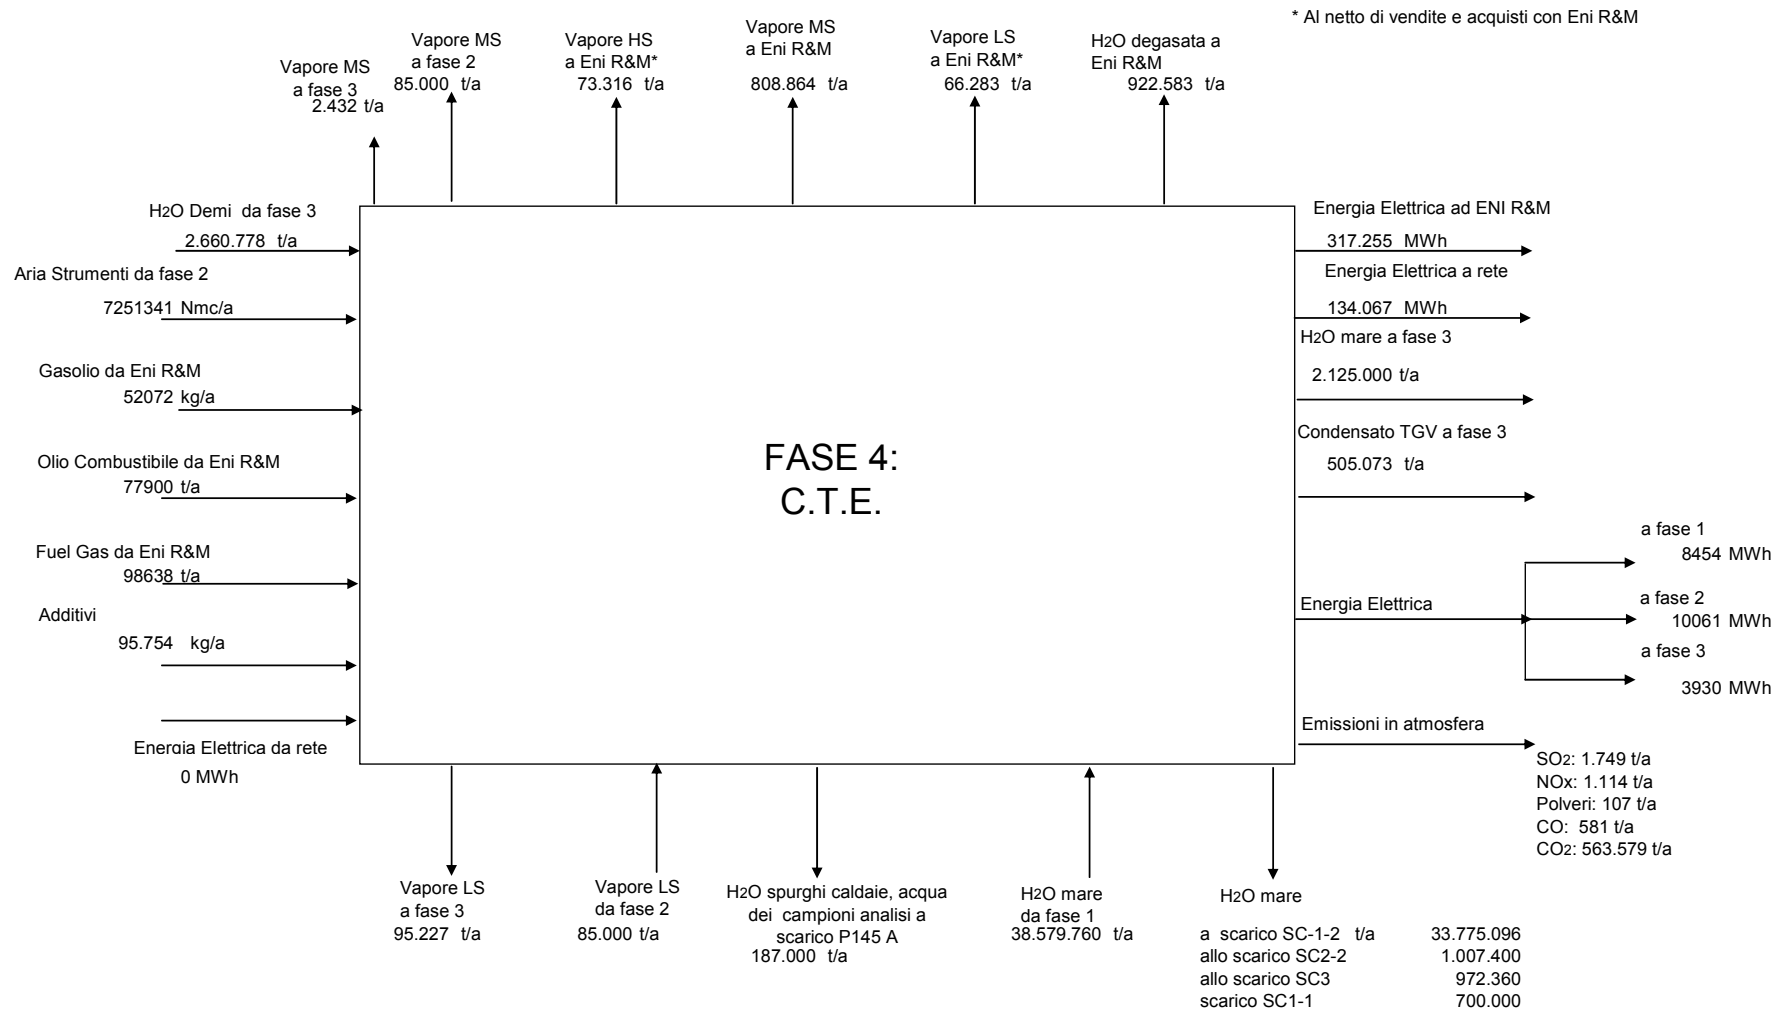 * Al netto di vendite e acquisti con Eni R&M
Vapore MS
a fase 3
2.432 t/a
Vapore MS
a fase 2
85.000 t/a
Vapore HS
a Eni R&M*
73.316 t/a
Vapore MS
a Eni R&M
808.864 t/a
Vapore LS
a Eni R&M*
66.283 t/a
H2O degasata a
Eni R&M
922.583 t/a
H2O Demi da fase 3
2.660.778 t/a
Aria Strumenti da fase 2
7251341 Nmc/a
Gasolio da Eni R&M
52072 kg/a
Olio Combustibile da Eni R&M
77900 t/a
Fuel Gas da Eni R&M
98638 t/a
Additivi
95.754 kg/a
Energia Elettrica da rete
0 MWh
FASE 4:
C.T.E.
Energia Elettrica ad ENI R&M
317.255 MWh
Energia Elettrica a rete
134.067 MWh
H2O mare a fase 3
2.125.000 t/a
Condensato TGV a fase 3
505.073 t/a
Energia Elettrica
a fase 1
8454 MWh
a fase 2
10061 MWh
a fase 3
3930 MWh
Emissioni in atmosfera
SO2: 1.749 t/a
NOx: 1.114 t/a
Polveri: 107 t/a
CO: 581 t/a
CO2: 563.579 t/a
Vapore LS
a fase 3
95.227 t/a
Vapore LS
da fase 2
85.000 t/a
H2O spurghi caldaie, acqua
dei campioni analisi a
scarico P145 A
187.000 t/a
H2O mare
da fase 1
38.579.760 t/a
H2O mare
a scarico SC-1-2 t/a 33.775.096
allo scarico SC2-2 1.007.400
allo scarico SC3 972.360
scarico SC1-1 700.000